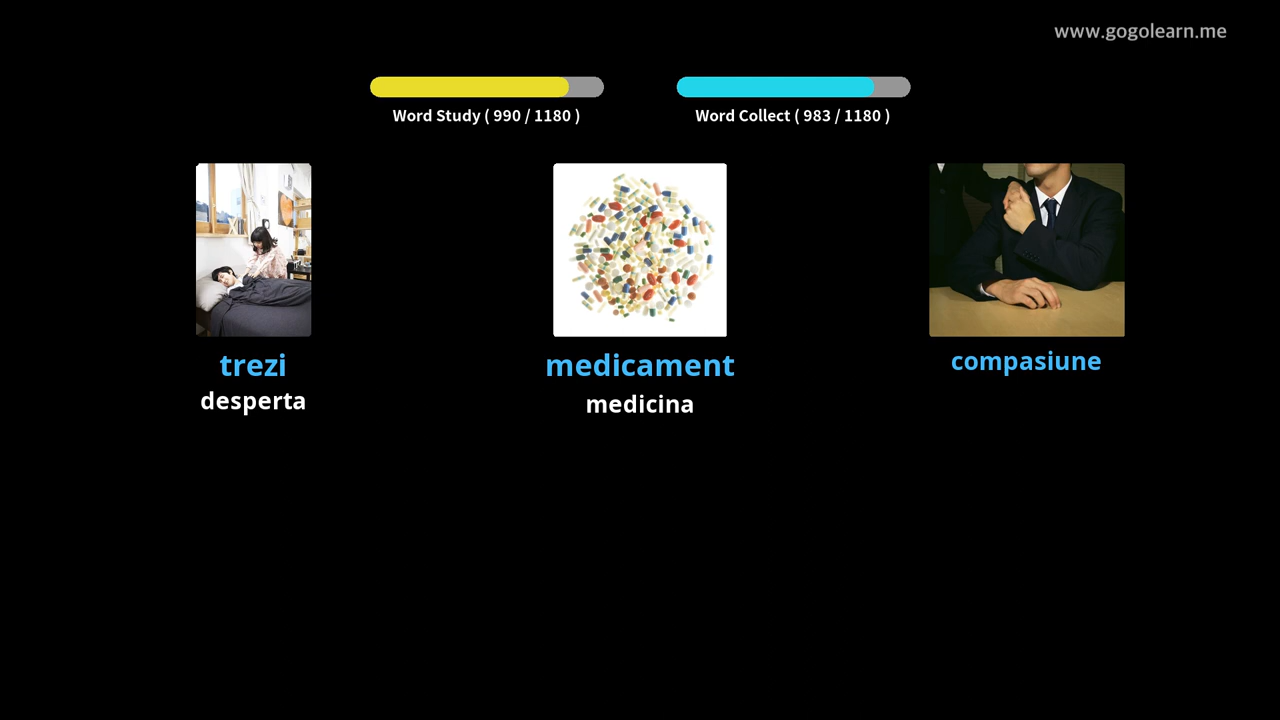 www.gogolearn.me
Word Study ( 990 / 1180 )
Word Collect ( 983 / 1180 )
trezi
desperta
medicament
medicina
compasiune